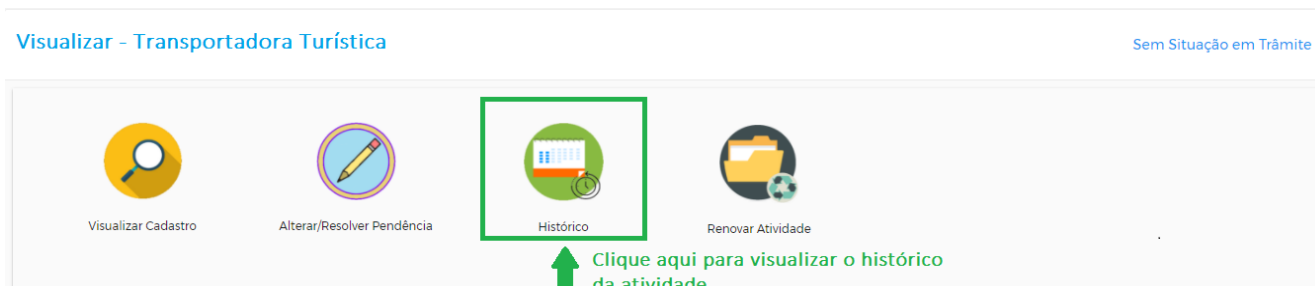 Visualizar - Transportadora Turística
Sem Situação em Trâmite
Visualizar Cadastro
Alterar/Resolver Pendência
Histórico
Renovar Atividade
Clique aqui para visualizar o histórico
da atividade